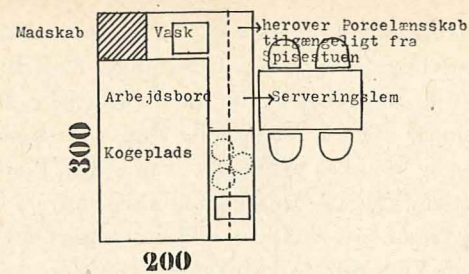 Madskab Vask herover Porcelænsskab
tilgængeligt fra
Spisestuen
Arbejdsbord Serveringslem
Kogeplads
300
200